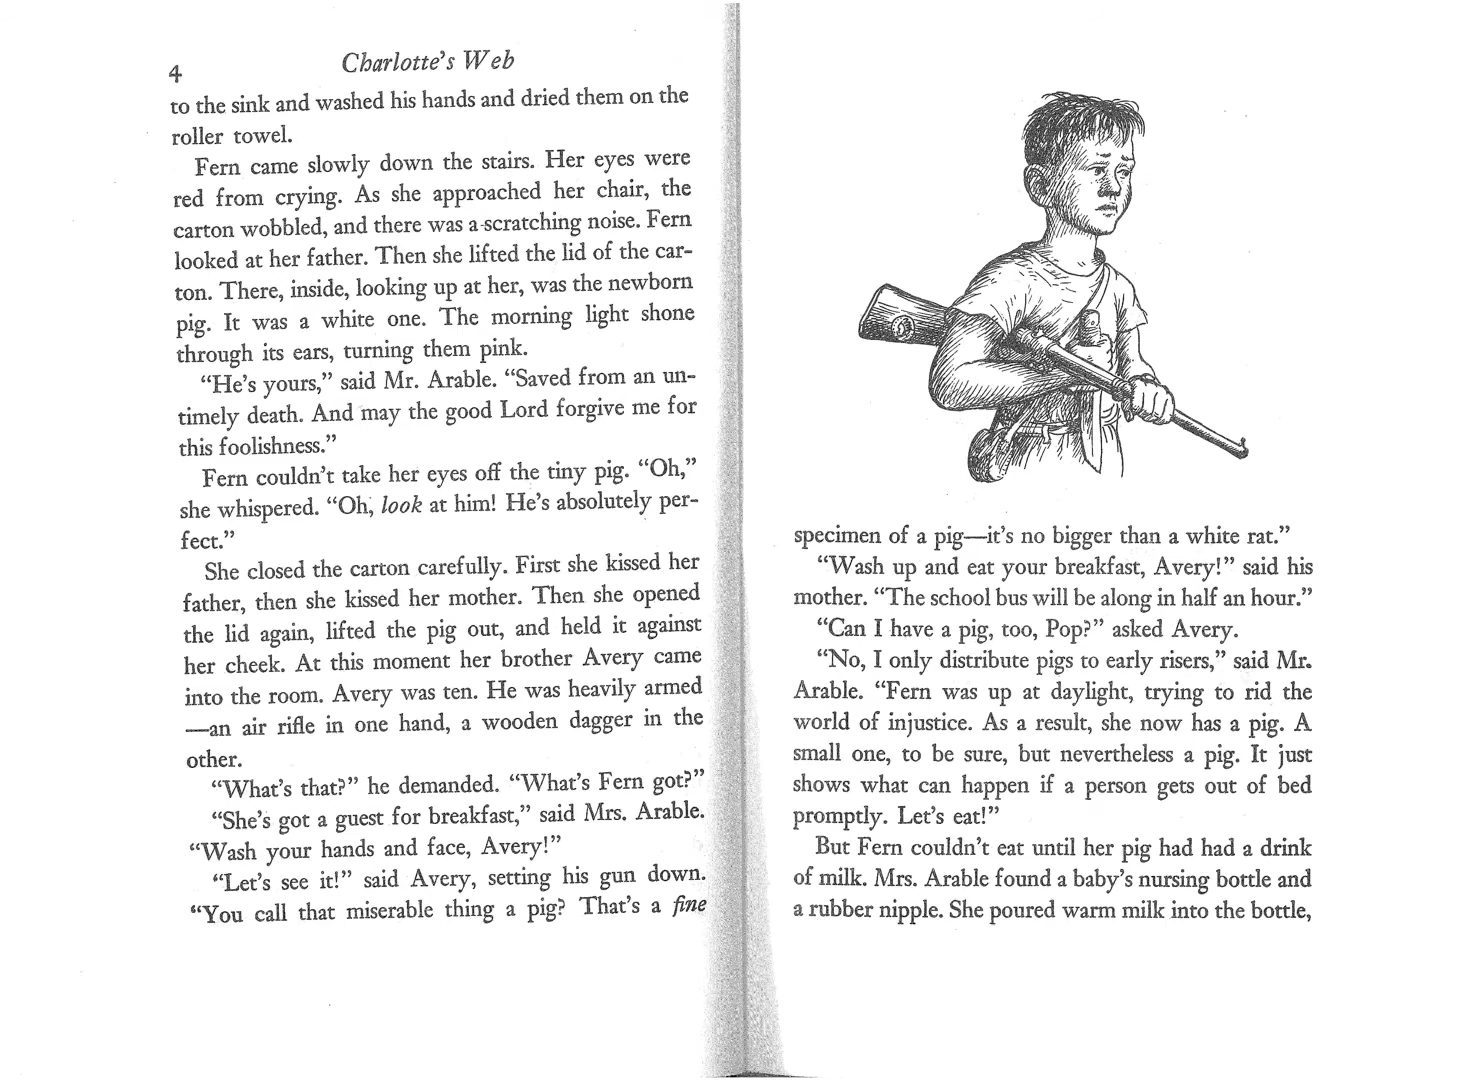 4
Charlotte's Web
to the sink and washed his hands and dried them on the
roller towel.
Fern came slowly down the stairs. Her eyes were
red from crying. As she approached her chair, the
carton wobbled, and there was a scratching noise. Fern
looked at her father. Then she lifted the lid of the car-
ton. There, inside, looking up at her, was the newborn
pig. It was a white one. The morning light shone
through its ears, turning them pink.
“He's yours,” said Mr. Arable. “Saved from an un-
timely death. And may the good Lord forgive me for
this foolishness.”
Fern couldn't take her eyes off the tiny pig. “Oh,”
she whispered. “Oh, look at him! He's absolutely per-
fect.”
She closed the carton carefully. First she kissed her
father, then she kissed her mother. Then she opened
the lid again, lifted the pig out, and held it against
her cheek. At this moment her brother Avery came
into the room. Avery was ten. He was heavily armed
—an air rifle in one hand, a wooden dagger in the
other.
“What's that?” he demanded. “What's Fern got?”
“She's got a guest for breakfast,” said Mrs. Arable.
“Wash your hands and face, Avery!”
“Let's see it!” said Avery, setting his gun down.
“You call that miserable thing a pig? That's a fine
specimen of a pig—it's no bigger than a white rat.”
“Wash up and eat your breakfast, Avery!” said his
mother. “The school bus will be along in half an hour.”
“Can I have a pig, too, Pop?” asked Avery.
“No, I only distribute pigs to early risers,” said Mr.
Arable. “Fern was up at daylight, trying to rid the
world of injustice. As a result, she now has a pig. A
small one, to be sure, but nevertheless a pig. It just
shows what can happen if a person gets out of bed
promptly. Let's eat!”
But Fern couldn't eat until her pig had had a drink
of milk. Mrs. Arable found a baby's nursing bottle and
a rubber nipple. She poured warm milk into the bottle,